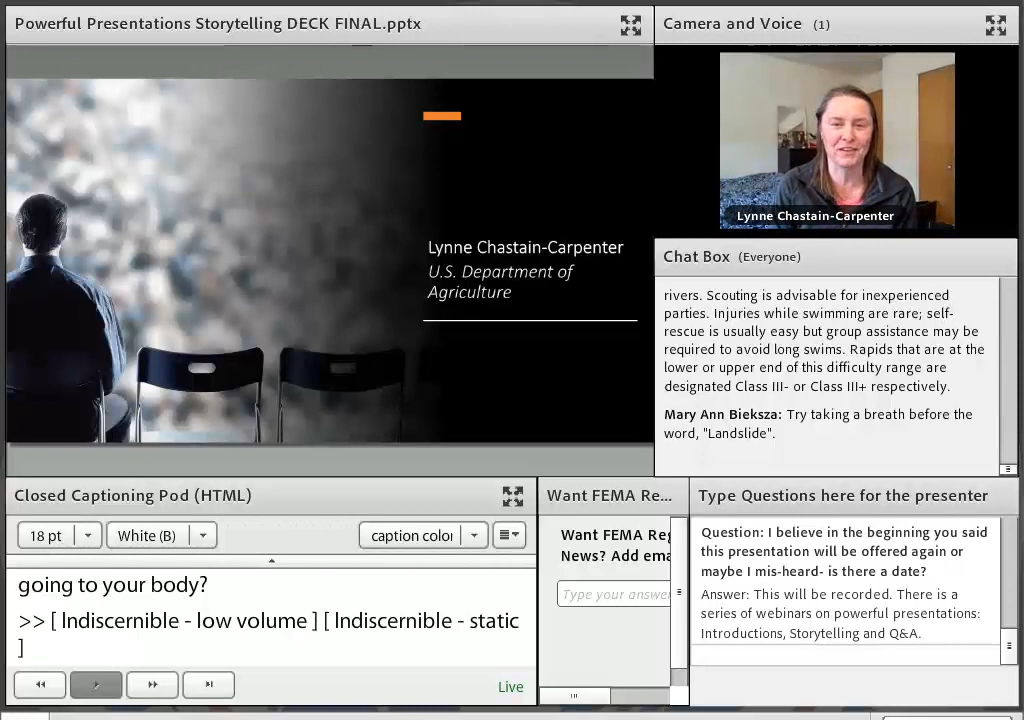 Powerful Presentations Storytelling DECK FINAL.pptx
Lynne Chastain-Carpenter
U.S. Department of
Agriculture
Camera and Voice (1)
Lynne Chastain-Carpenter
Chat Box (Everyone)
rivers. Scouting is advisable for inexperienced
parties. Injuries while swimming are rare; self-
rescue is usually easy but group assistance may be
required to avoid long swims. Rapids that are at the
lower or upper end of this difficulty range are
designated Class III- or Class III+ respectively.
Mary Ann Bieksza: Try taking a breath before the
word, "Landslide".
Closed Captioning Pod (HTML)
18 pt
White (B)
caption color
going to your body?
>> [ Indiscernible - low volume ] [ Indiscernible - static
]
Live
Want FEMA Re...
Want FEMA Reg
News? Add ema
Type your answer
Type Questions here for the presenter
Question: I believe in the beginning you said
this presentation will be offered again or
maybe I mis-heard- is there a date?
Answer: This will be recorded. There is a
series of webinars on powerful presentations:
Introductions, Storytelling and Q&A.